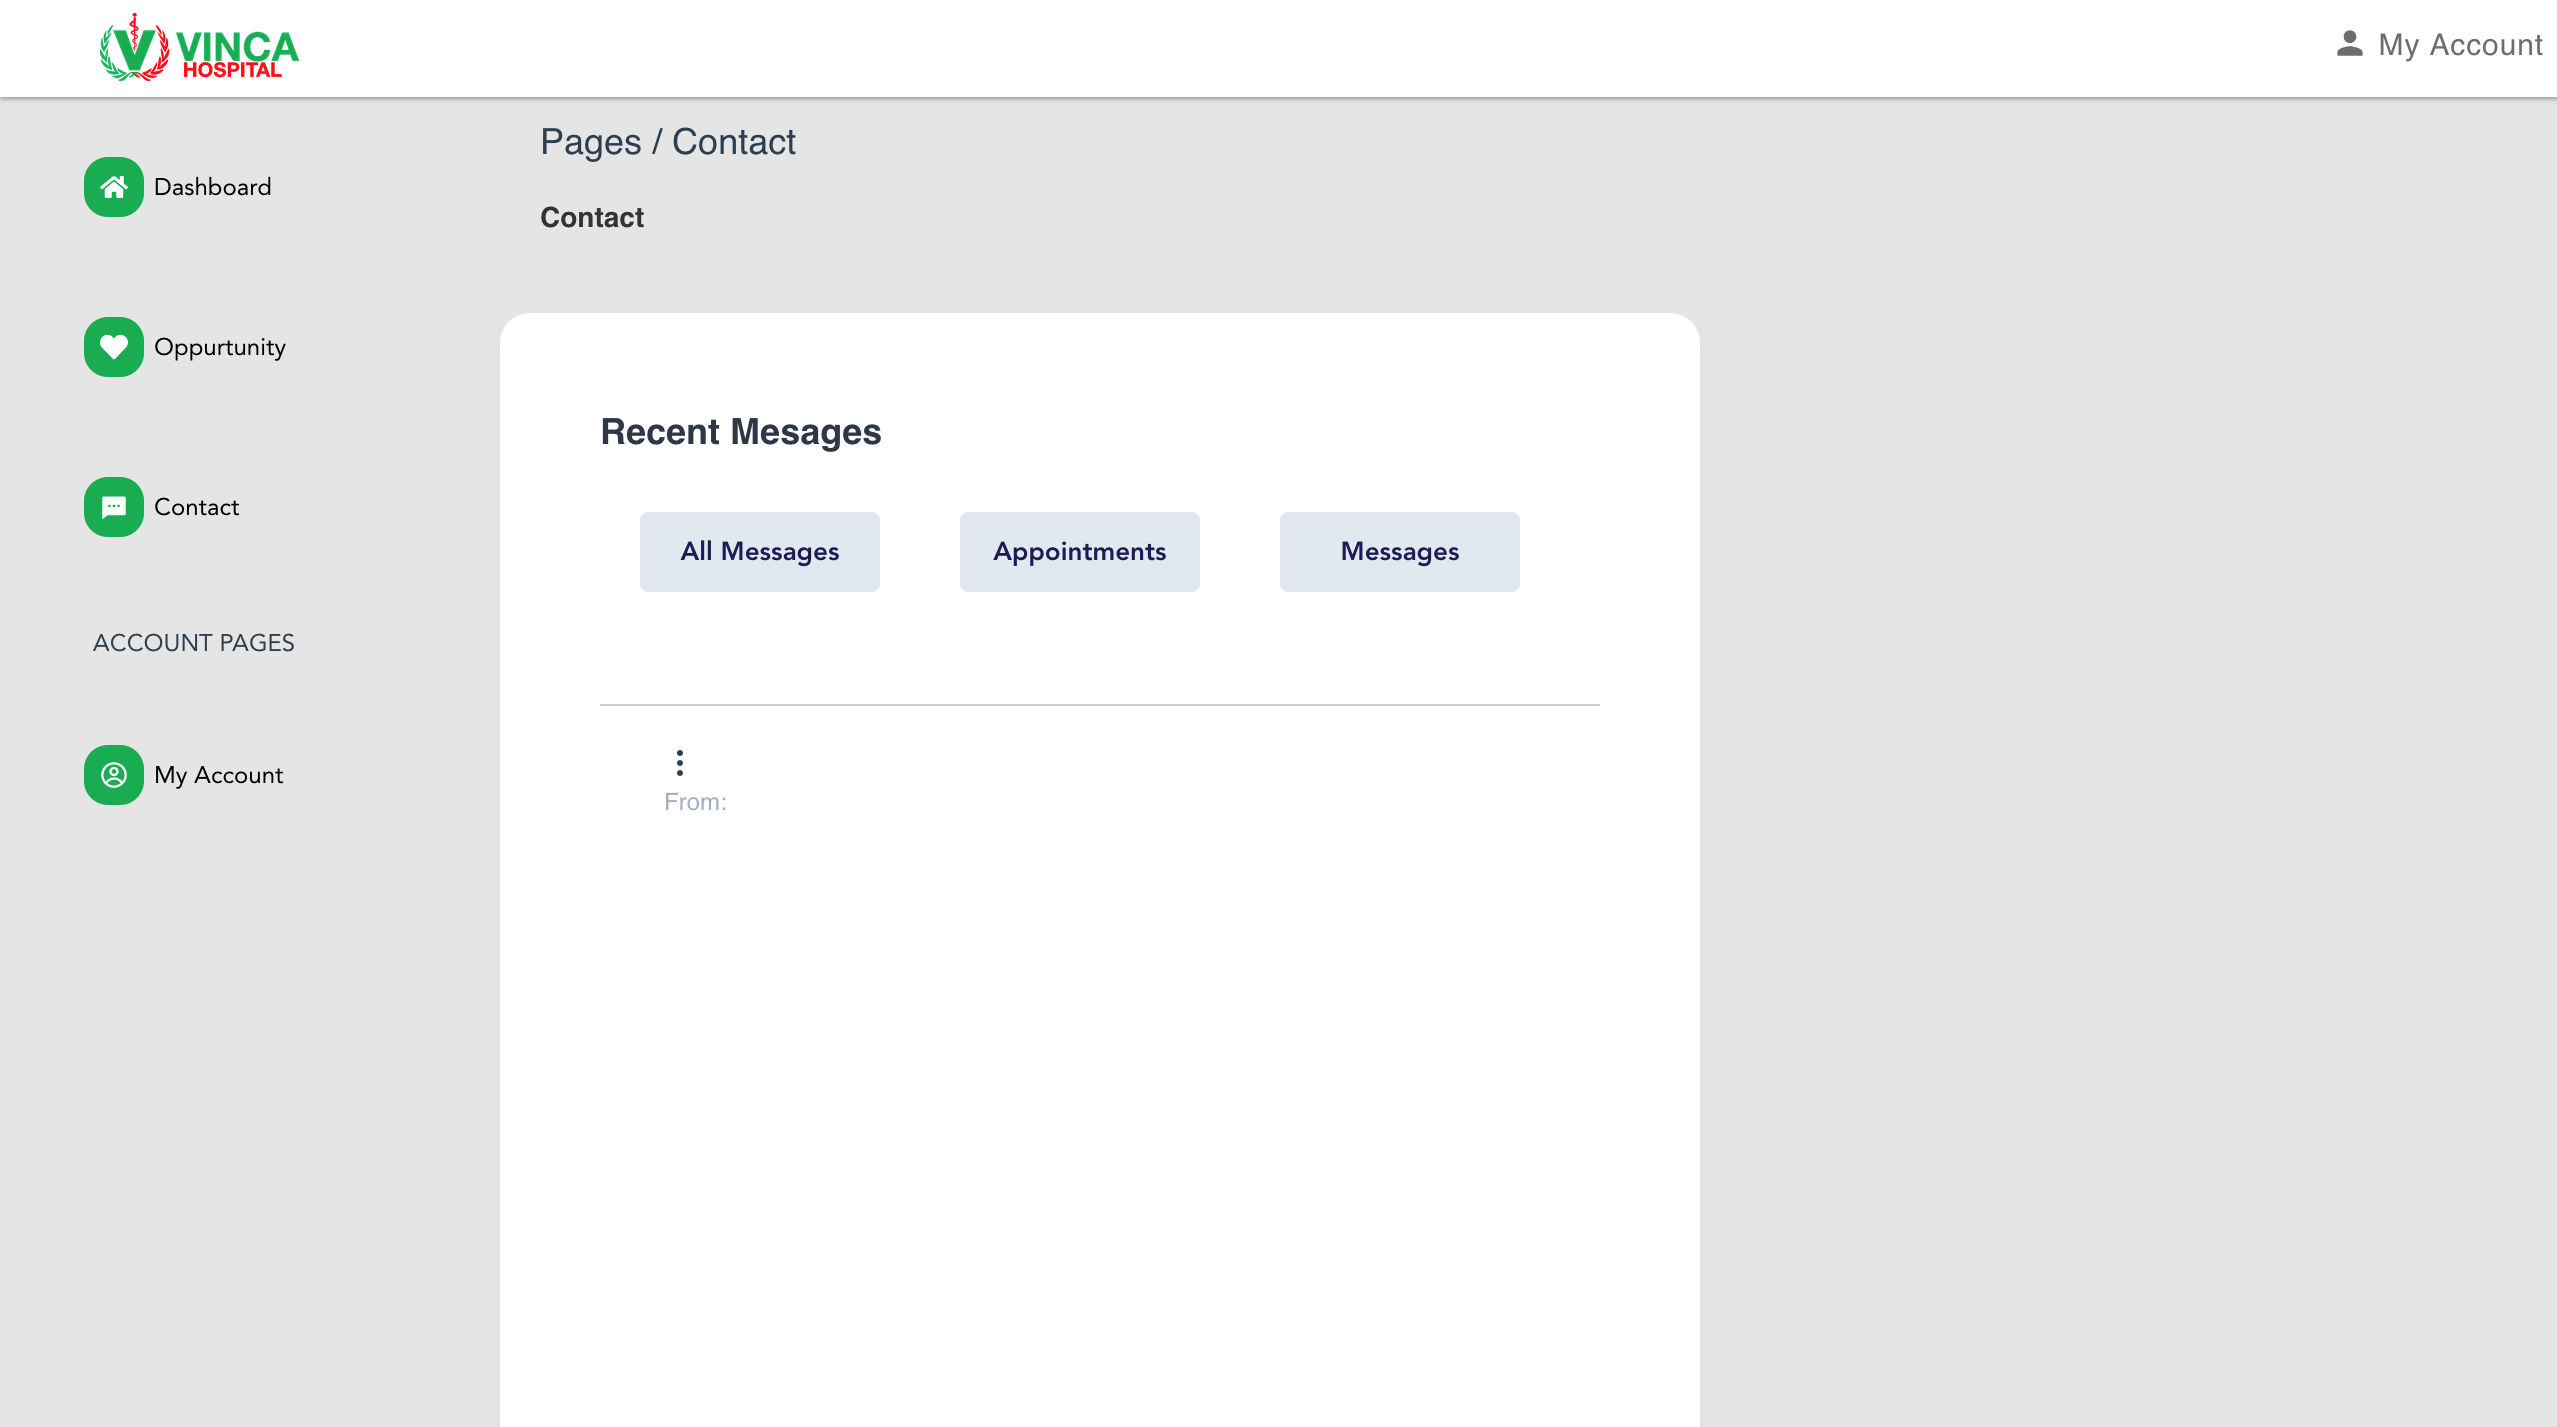 VINCA
HOSPITAL
My Account
Pages / Contact
Dashboard
Contact
Oppurtunity
Recent Mesages
Contact
All Messages
Appointments
Messages
ACCOUNT PAGES
My Account
From: